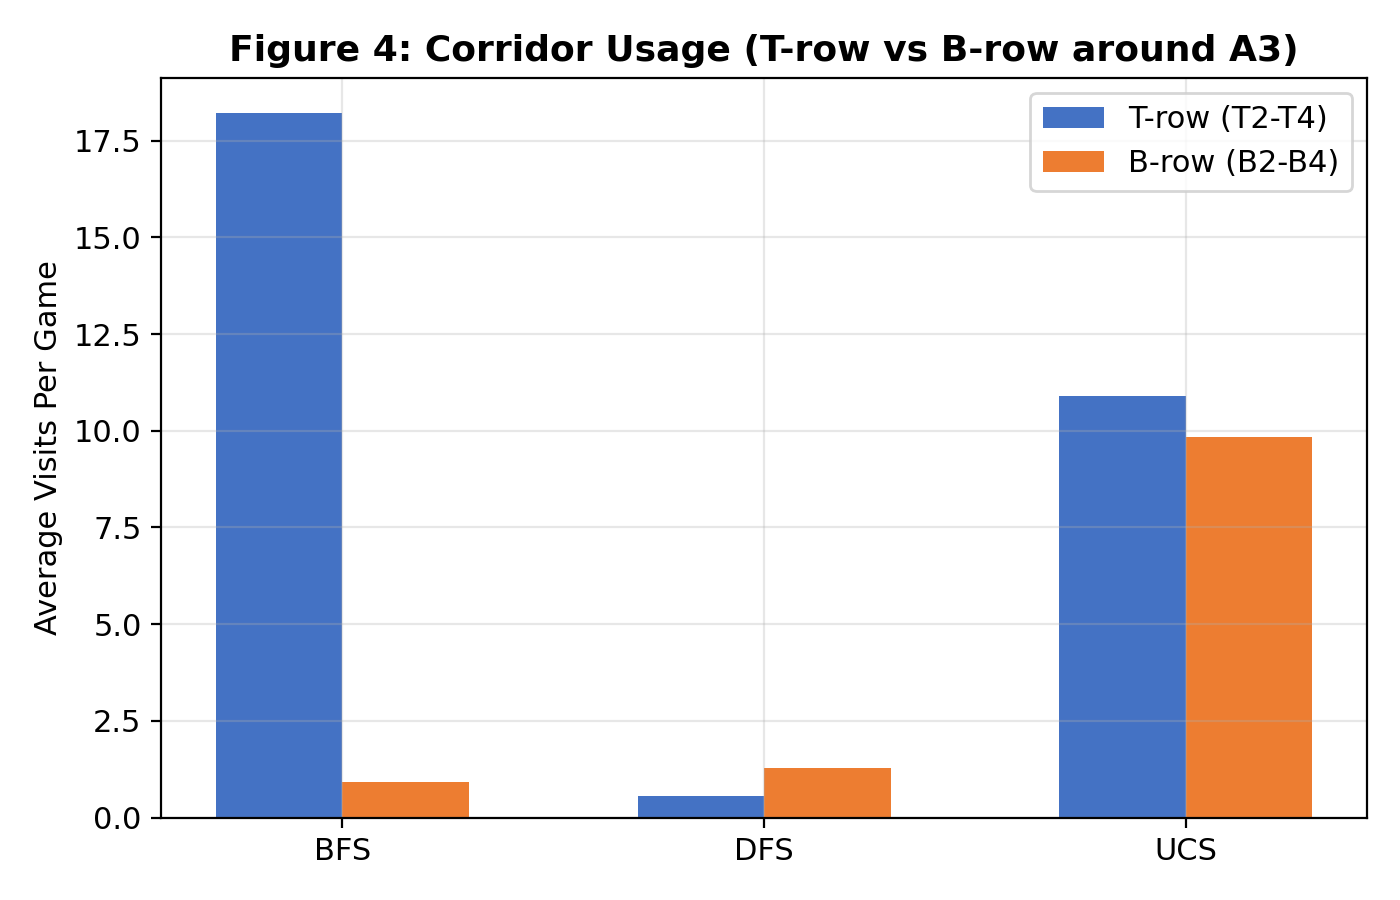 Figure 4: Corridor Usage (T-row vs B-row around A3)
T-row (T2-T4)
B-row (B2-B4)
Average Visits Per Game
17.5
15.0
12.5
10.0
7.5
5.0
2.5
0.0
BFS DFS UCS